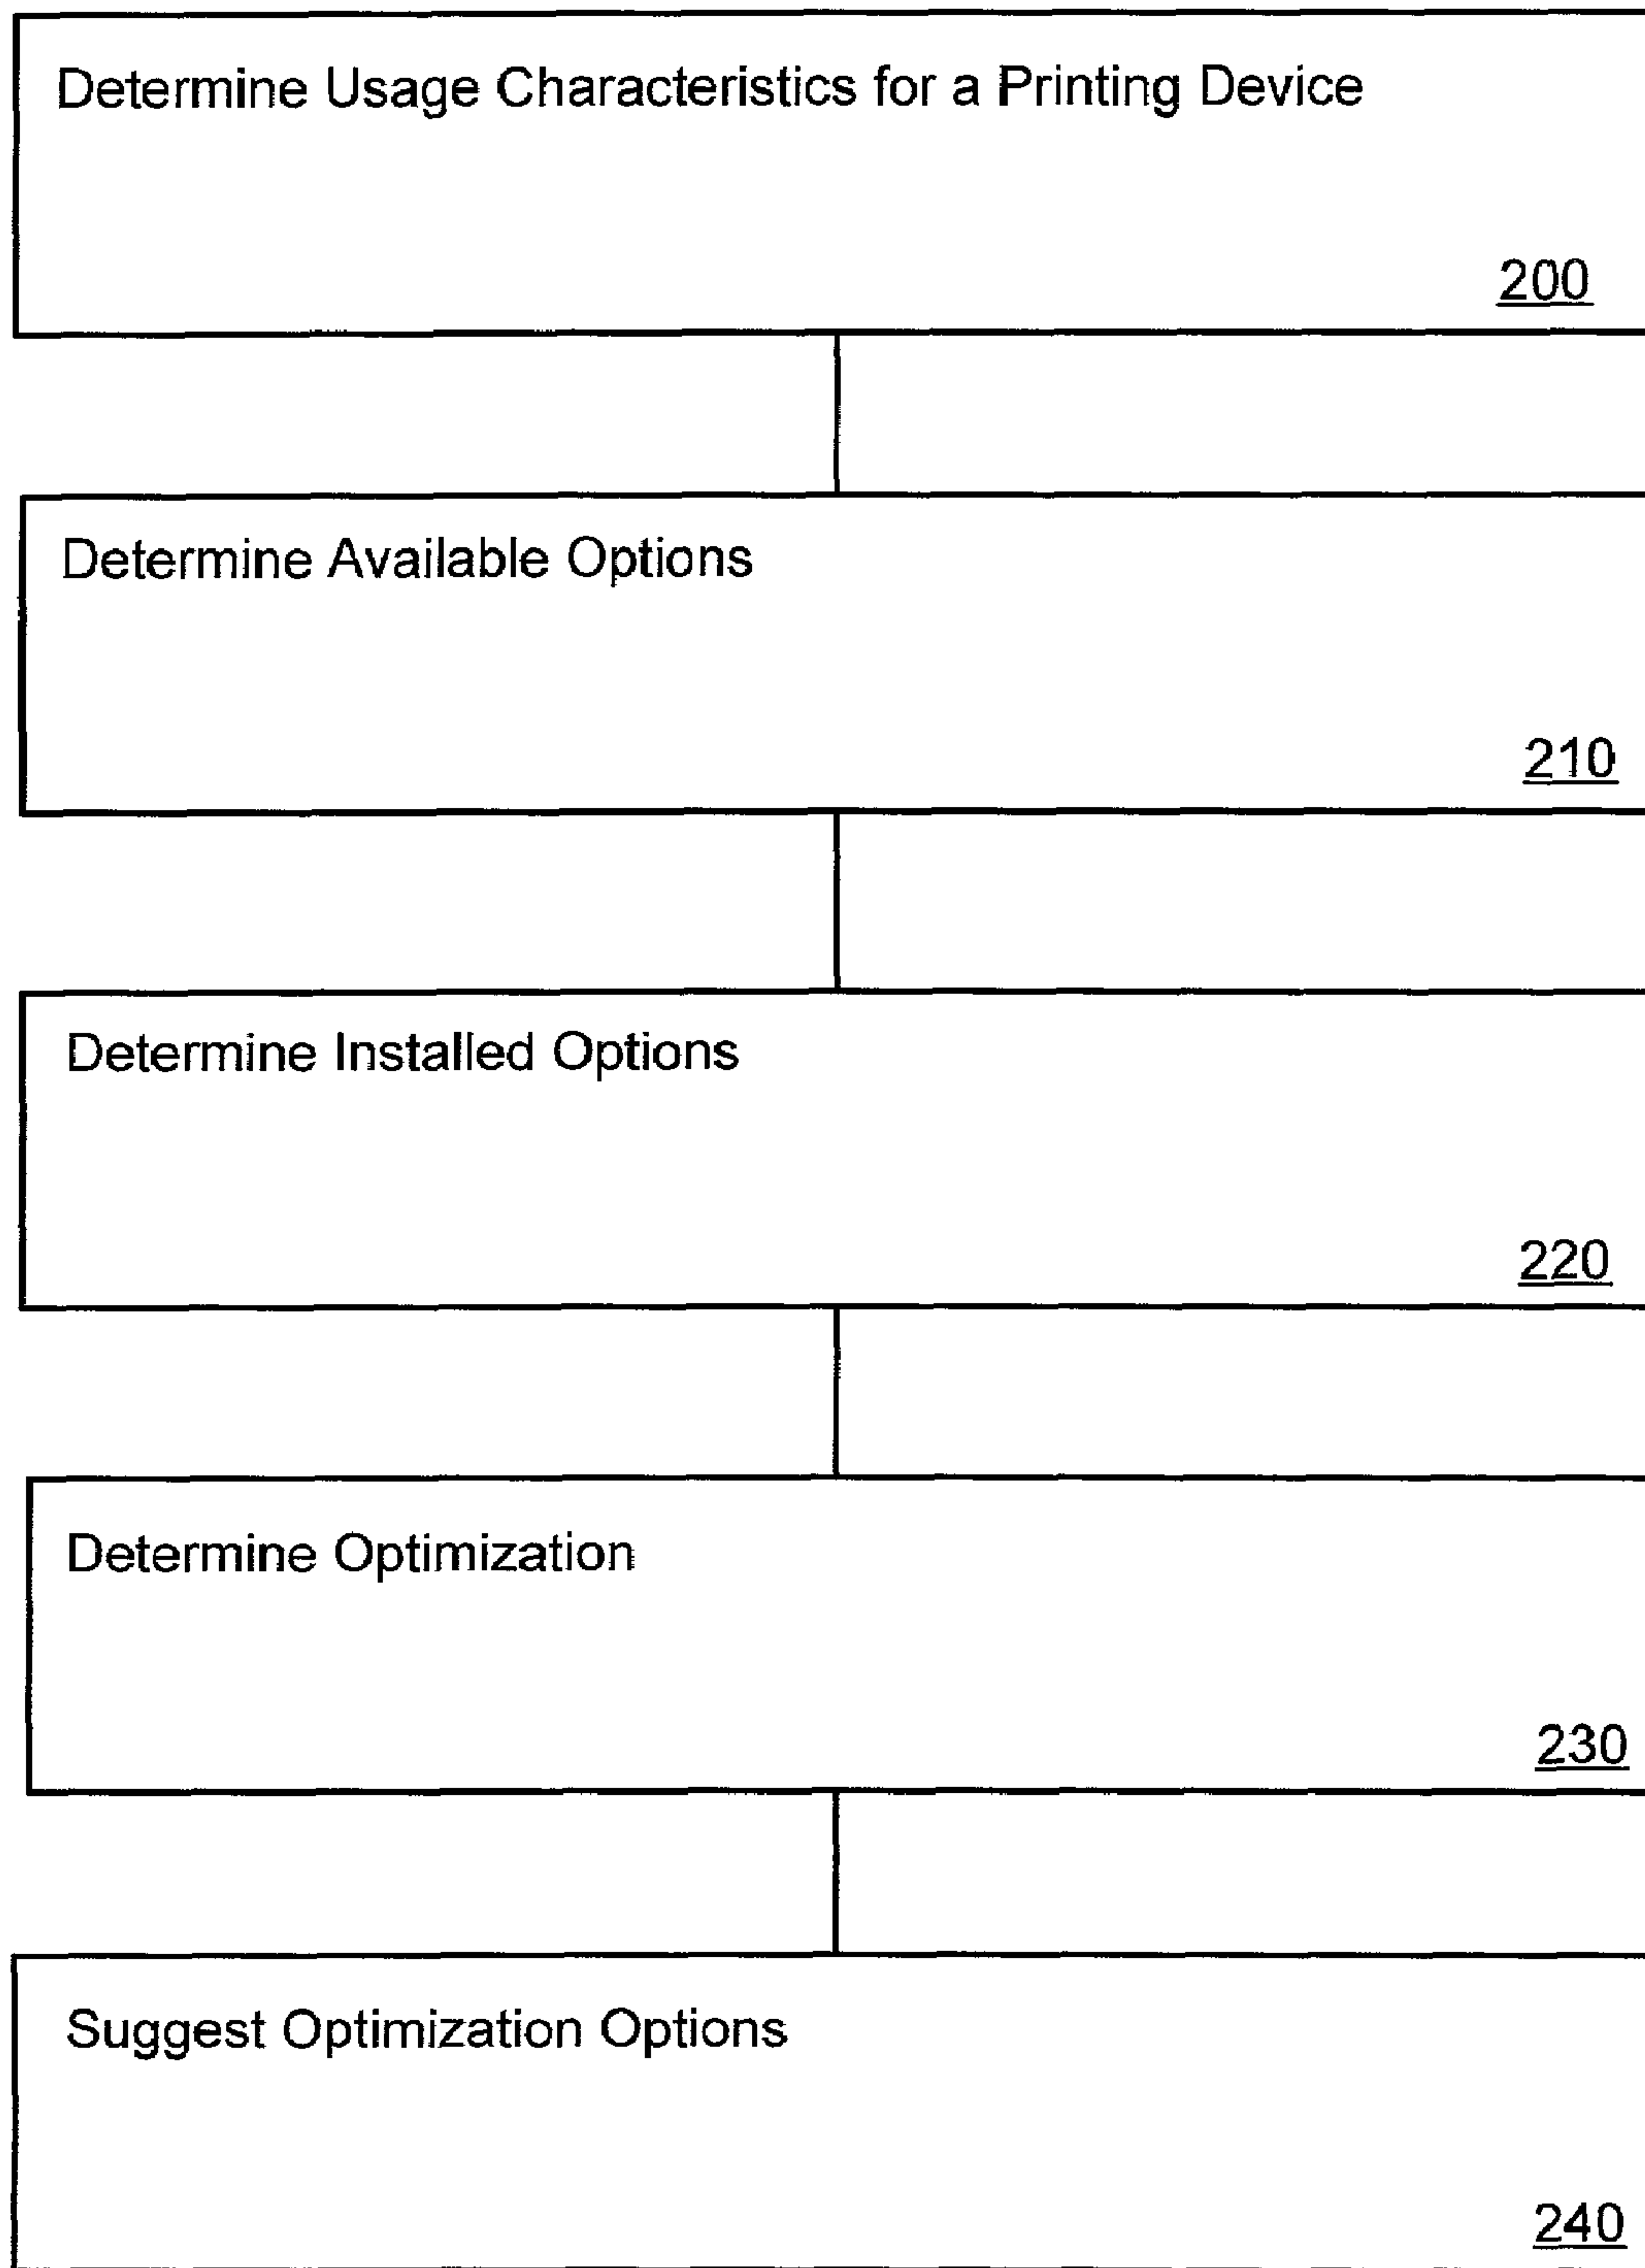 Determine Usage Characteristics for a Printing Device
200
Determine Available Options
210
Determine Installed Options
220
Determine Optimization
230
Suggest Optimization Options
240